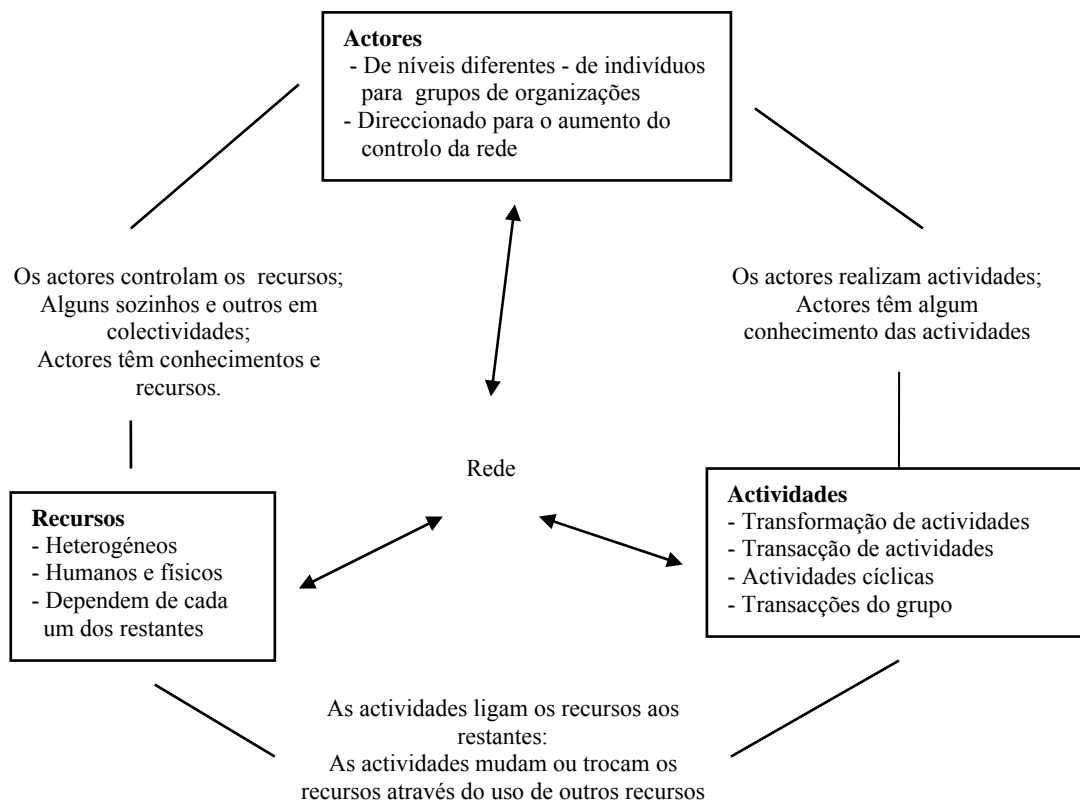 Actores
- De níveis diferentes - de indivíduos
para grupos de organizações
- Direccionado para o aumento do
controlo da rede
Os actores controlam os recursos;
Alguns sozinhos e outros em
colectividades;
Actores têm conhecimentos e
recursos.
Os actores realizam actividades;
Actores têm algum
conhecimento das actividades
Rede
Recursos
- Heterogéneos
- Humanos e físicos
- Dependem de cada
um dos restantes
Actividades
- Transformação de actividades
- Transacção de actividades
- Actividades cíclicas
- Transacções do grupo
As actividades ligam os recursos aos
restantes:
As actividades mudam ou trocam os
recursos através do uso de outros recursos